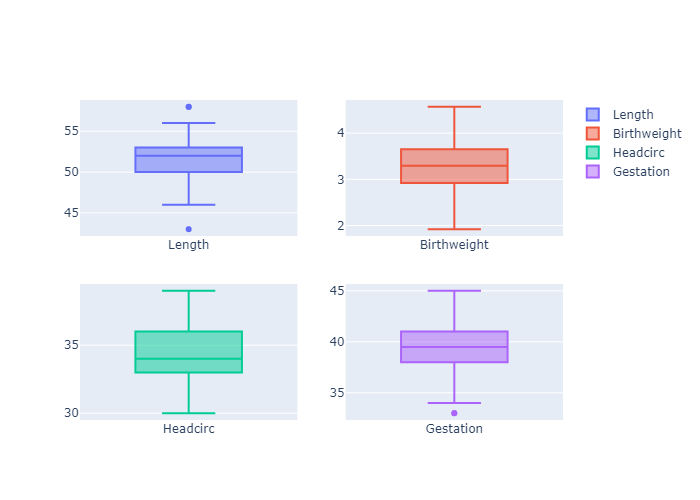 55
50
45
Length
4
3
2
Birthweight
Length
Birthweight
Headcirc
Gestation
35
30
Headcirc
45
40
35
Gestation